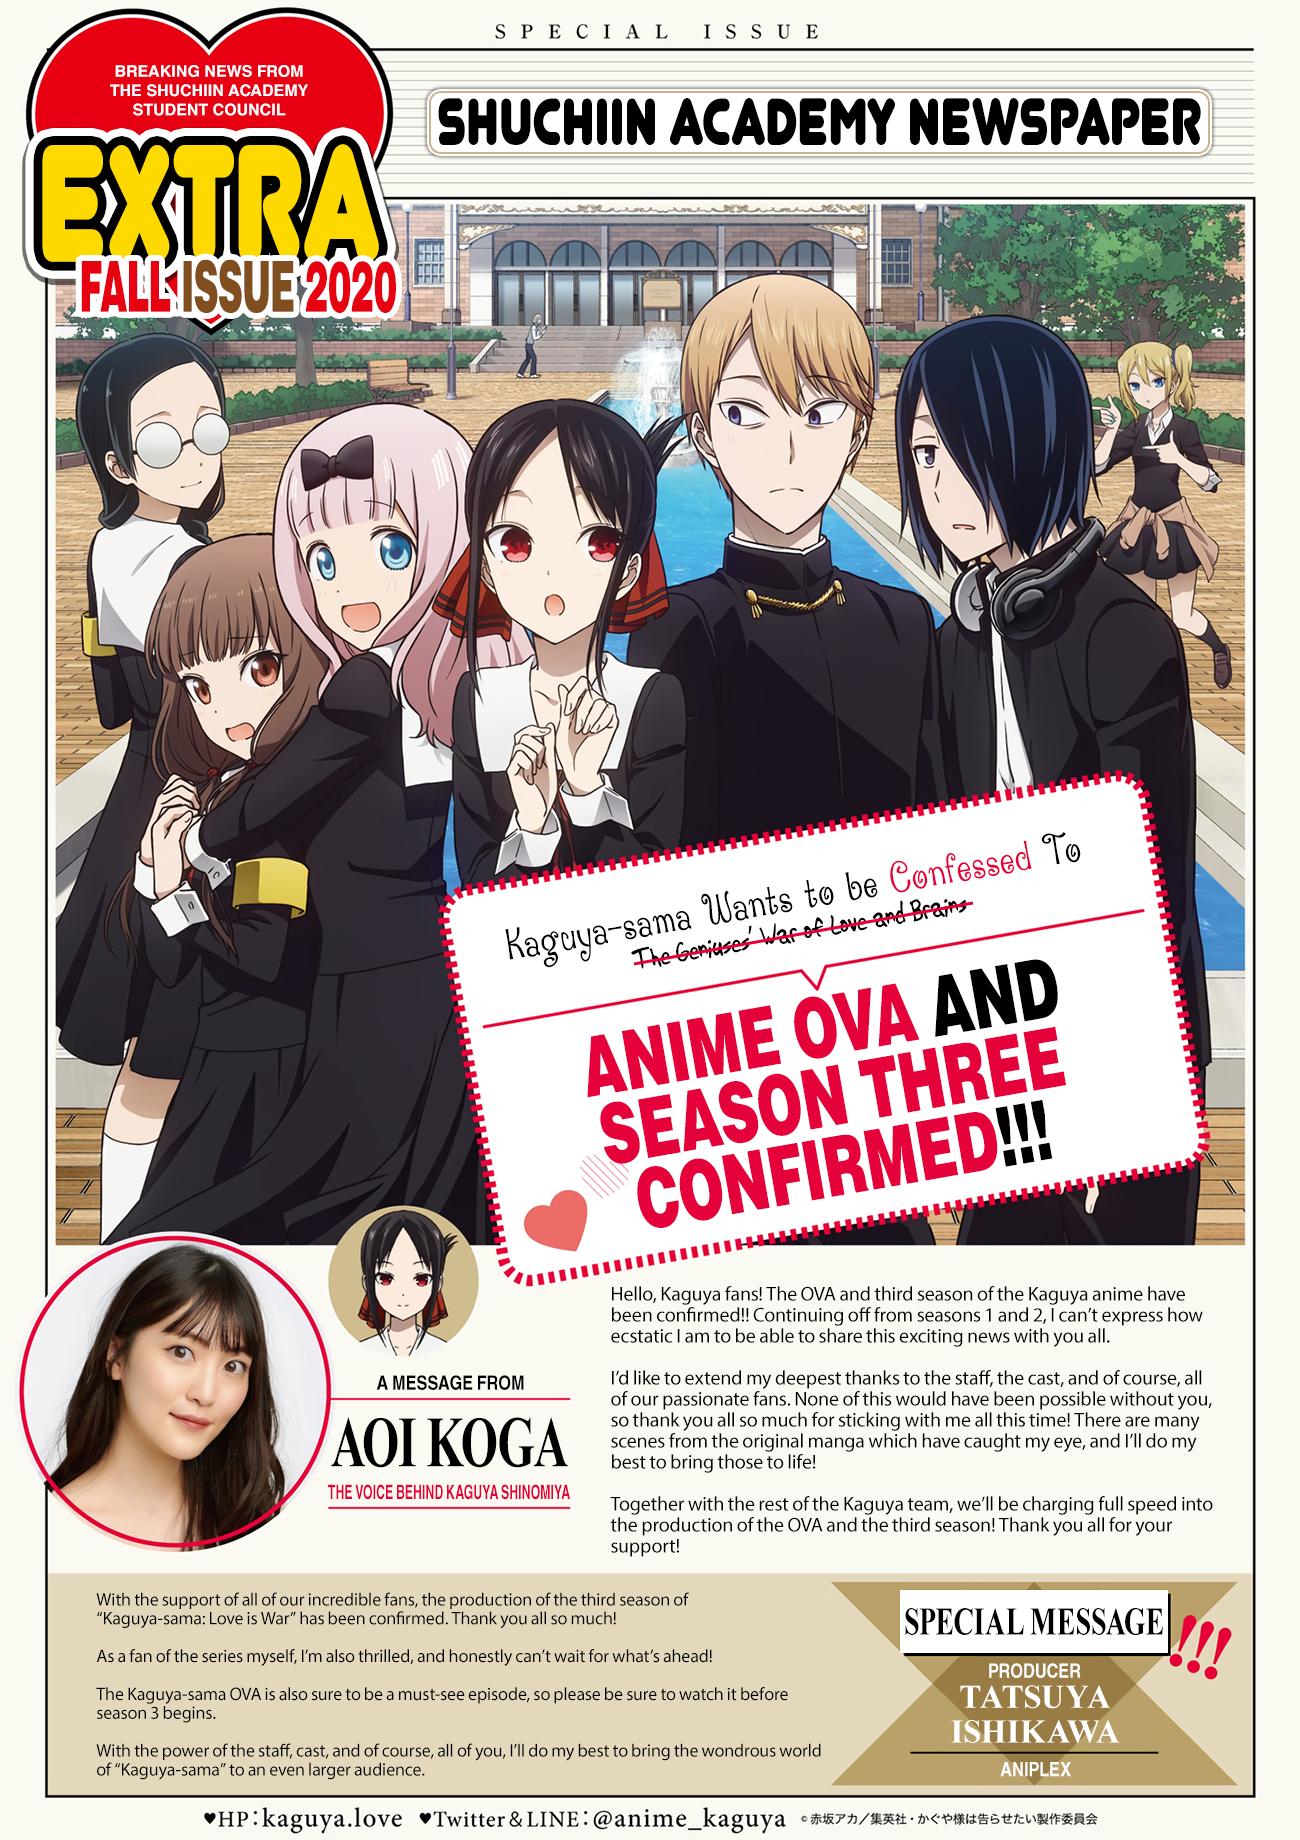 SPECIAL ISSUE
BREAKING NEWS FROM
THE SHUCHIIN ACADEMY
STUDENT COUNCIL
EXTRA
FALL ISSUE 2020
SHUCHIIN ACADEMY NEWSPAPER
Kaguya-sama Wants to be Confessed To
The Geniuses' War of Love and Brains
ANIME OVA AND
SEASON THREE
CONFIRMED!!!
A MESSAGE FROM
AOI KOGA
THE VOICE BEHIND KAGUYA SHINOMIYA
Hello, Kaguya fans! The OVA and third season of the Kaguya anime have
been confirmed!! Continuing off from seasons 1 and 2, I can't express how
ecstatic I am to be able to share this exciting news with you all.
I'd like to extend my deepest thanks to the staff, the cast, and of course, all
of our passionate fans. None of this would have been possible without you,
so thank you all so much for sticking with me all this time! There are many
scenes from the original manga which have caught my eye, and I'll do my
best to bring those to life!
Together with the rest of the Kaguya team, we'll be charging full speed into
the production of the OVA and the third season! Thank you all for your
support!
With the support of all of our incredible fans, the production of the third season of
“Kaguya-sama: Love is War” has been confirmed. Thank you all so much!
As a fan of the series myself, I'm also thrilled, and honestly can't wait for what's ahead!
The Kaguya-sama OVA is also sure to be a must-see episode, so please be sure to watch it before
season 3 begins.
With the power of the staff, cast, and of course, all of you, I'll do my best to bring the wondrous world
of “Kaguya-sama” to an even larger audience.
SPECIAL MESSAGE!!!
PRODUCER
TATSUYA
ISHIKAWA
ANIPLEX
♥HP:kaguya.love ♥Twitter&LINE:@anime_kaguya ©赤坂アカ/集英社・かぐや様は告らせたい製作委員会